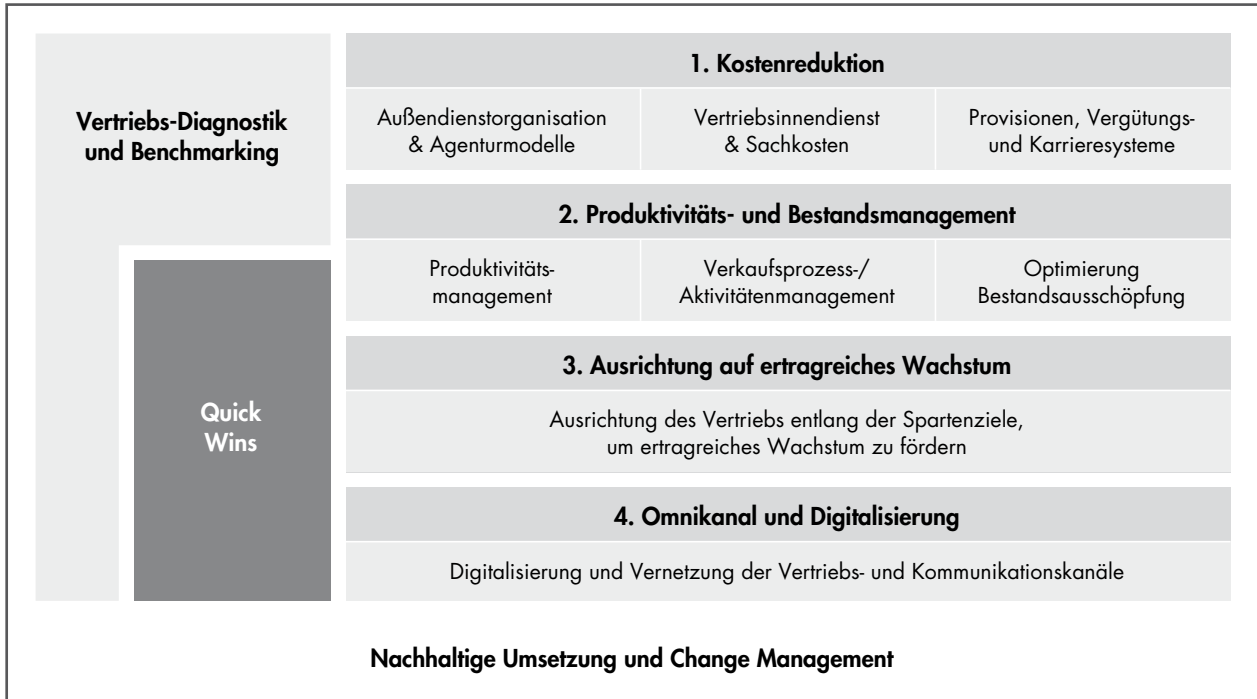 Vertriebs-Diagnostik
und Benchmarking
Quick
Wins
1. Kostenreduktion
Außendienstorganisation
& Agenturmodelle
Vertriebsinnendienst
& Sachkosten
Provisionen, Vergütungs-
und Karrieresysteme
2. Produktivitäts- und Bestandsmanagement
Produktivitäts-
management
Verkaufsprozess-/
Aktivitätenmanagement
Optimierung
Bestandsausschöpfung
3. Ausrichtung auf ertragreiches Wachstum
Ausrichtung des Vertriebs entlang der Spartenziele,
um ertragreiches Wachstum zu fördern
4. Omnikanal und Digitalisierung
Digitalisierung und Vernetzung der Vertriebs- und Kommunikationskanäle
Nachhaltige Umsetzung und Change Management